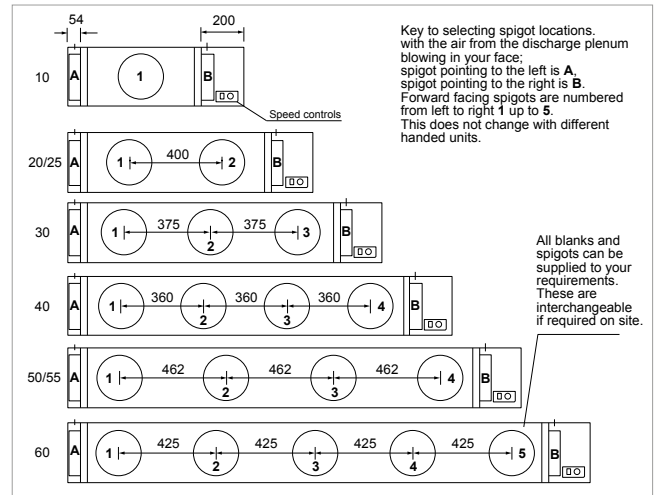 54
200
Key to selecting spigot locations.
with the air from the discharge plenum
blowing in your face;
spigot pointing to the left is A,
spigot pointing to the right is B.
Forward facing spigots are numbered
from left to right 1 up to 5.
This does not change with different
handed units.
10
A
1
B
Speed controls
20/25
A
1
400
2
B
30
A
1
375
2
375
3
B
All blanks and
spigots can be
supplied to your
requirements.
These are
interchangeable
if required on site.
40
A
1
360
2
360
3
360
4
B
50/55
A
1
462
2
462
3
462
4
B
60
A
1
425
2
425
3
425
4
425
5
B